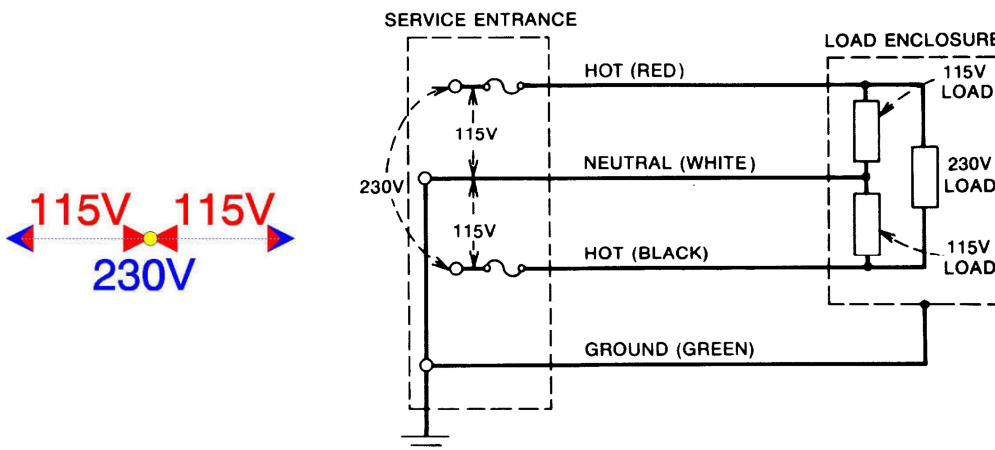 115V 115V
230V
SERVICE ENTRANCE
LOAD ENCLOSURE
HOT (RED)
115V
LOAD
115V
NEUTRAL (WHITE)
230V
230V
LOAD
115V
HOT (BLACK)
115V
LOAD
GROUND (GREEN)